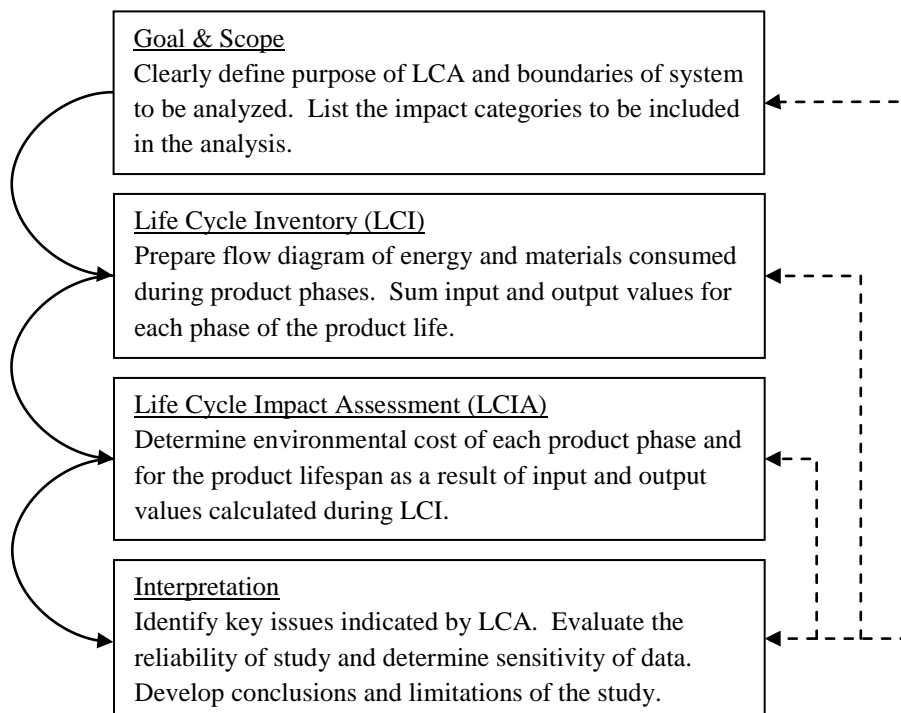 Goal & Scope
Clearly define purpose of LCA and boundaries of system
to be analyzed.  List the impact categories to be included
in the analysis.
Life Cycle Inventory (LCI)
Prepare flow diagram of energy and materials consumed
during product phases.  Sum input and output values for
each phase of the product life.
Life Cycle Impact Assessment (LCIA)
Determine environmental cost of each product phase and
for the product lifespan as a result of input and output
values calculated during LCI.
Interpretation
Identify key issues indicated by LCA.  Evaluate the
reliability of study and determine sensitivity of data.
Develop conclusions and limitations of the study.